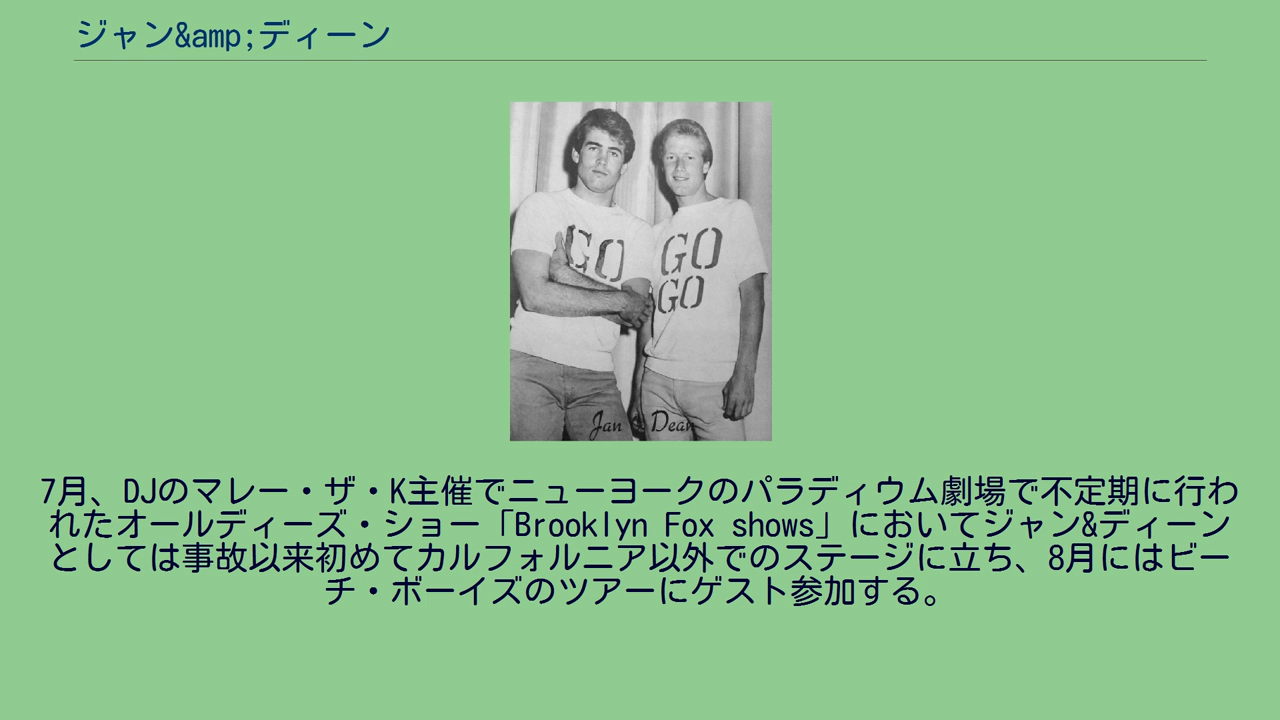 ジャン&amp;ディーン
GO GO
GO GO
Jan & Dean
7月、DJのマレー・ザ・K主催でニューヨークのパラディウム劇場で不定期に行わ
れたオールディーズ・ショー「Brooklyn Fox shows」においてジャン&ディーン
としては事故以来初めてカルフォルニア以外でのステージに立ち、8月にはビー
チ・ボーイズのツアーにゲスト参加する。